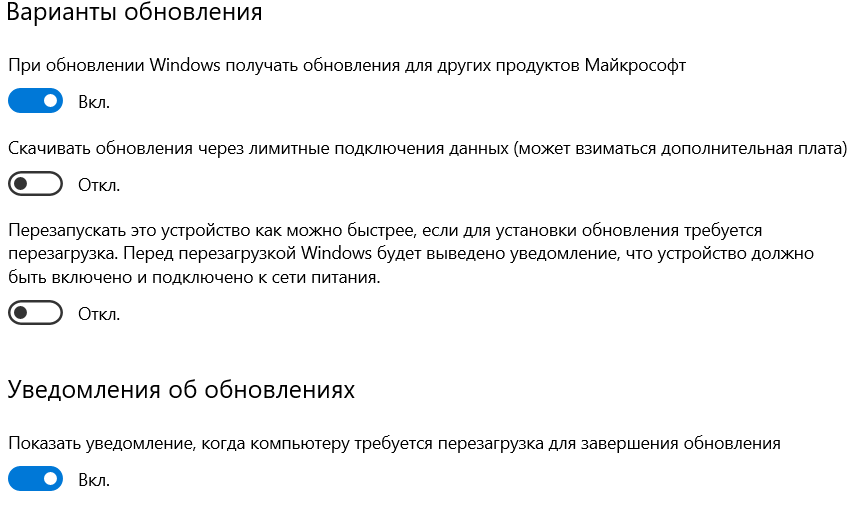 Варианты обновления
При обновлении Windows получать обновления для других продуктов Майкрософт
Вкл.
Скачивать обновления через лимитные подключения данных (может взиматься дополнительная плата)
Откл.
Перезапускать это устройство как можно быстрее, если для установки обновления требуется
перезагрузка. Перед перезагрузкой Windows будет выведено уведомление, что устройство должно
быть включено и подключено к сети питания.
Откл.
Уведомления об обновлениях
Показать уведомление, когда компьютеру требуется перезагрузка для завершения обновления
Вкл.